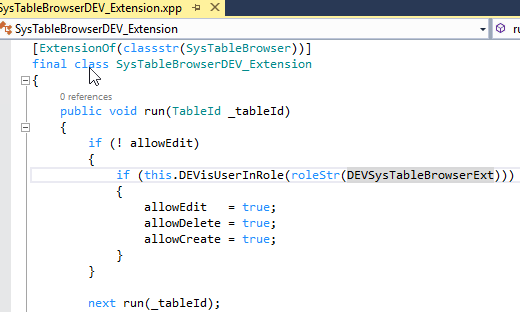 SysTableBrowserDEV_Extension.xpp
SysTableBrowserDEV_Extension
ru
[ExtensionOf(classstr(SysTableBrowser))]
final class SysTableBrowserDEV_Extension
{
0 references
public void run(TableId _tableId)
{
if (! allowEdit)
{
if (this.DEVisUserInRole(roleStr(DEVSysTableBrowserExt)))
{
allowEdit   = true;
allowDelete = true;
allowCreate = true;
}
}
next run(_tableId);